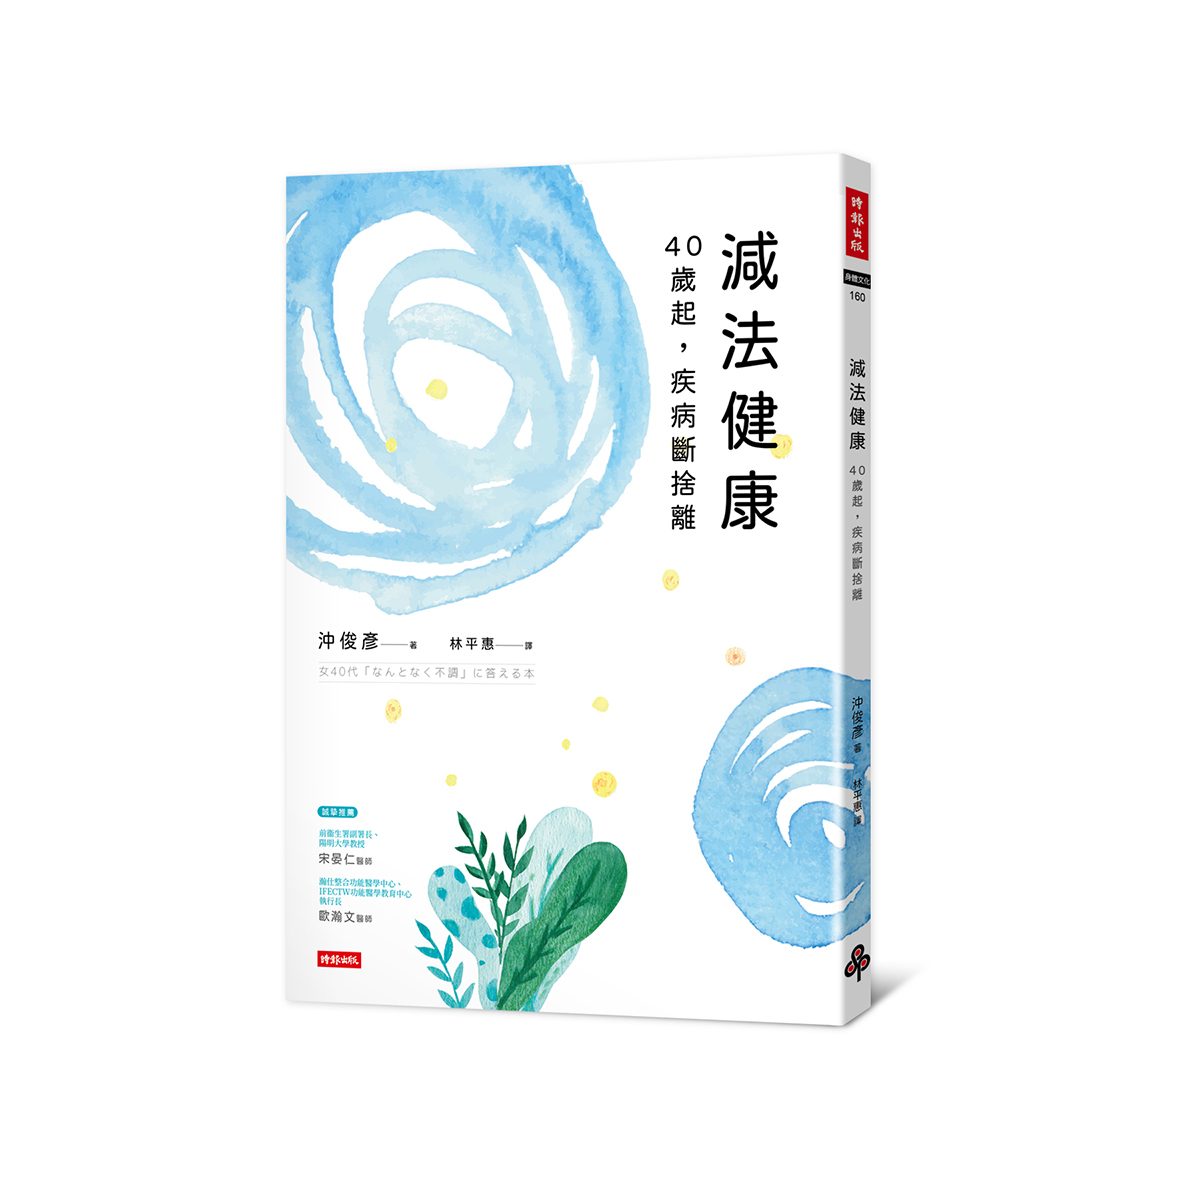 減法健康
40歲起，疾病斷捨離
沖俊彥——著 林平惠——譯
女40代「なんとなく不調」に答える本
誠摯推薦
前衛生署副署長、
陽明大學教授
宋晏仁醫師
瀚仕整合功能醫學中心、
IFECTW功能醫學教育中心
執行長
歐瀚文醫師
時報出版
時報出版
身體文化
160
減法健康
40歲起，疾病斷捨離
沖俊彥 著
林平惠 譯